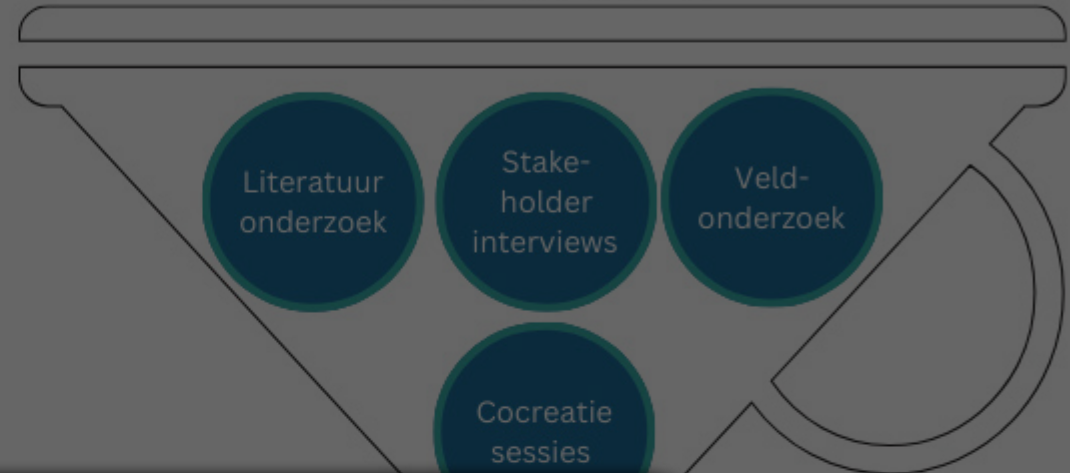 Literatuur
onderzoek
Stake-
holder
interviews
Veld-
onderzoek
Cocreatie
sessies